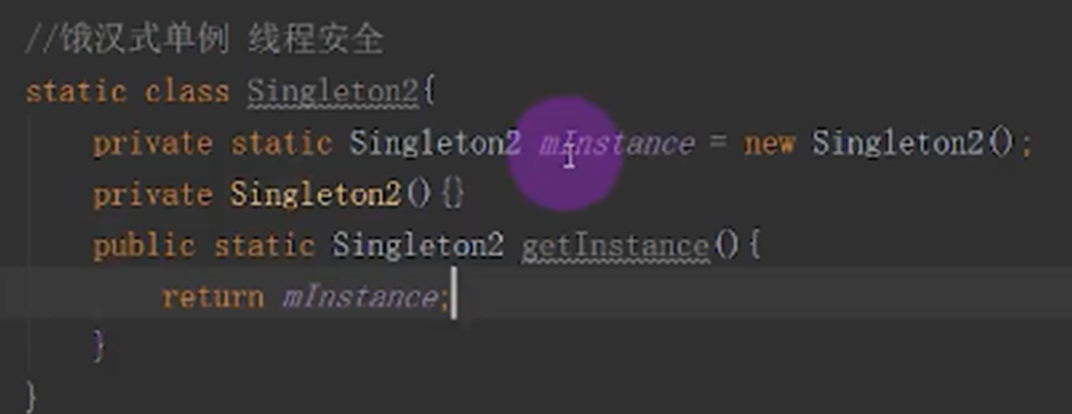 //饿汉式单例 线程安全
static class Singleton2{
    private static Singleton2 mInstance = new Singleton2();
    private Singleton2(){}
    public static Singleton2 getInstance(){
        return mInstance;
    }
}